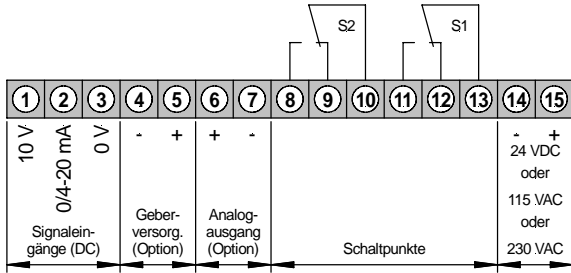 S2 S1
1 2 3 4 5 6 7 8 9 10 11 12 13 14 15
10 V
0/4-20 mA
0 V
- + + - - +
24 VDC
oder
115 VAC
oder
230 VAC
Signalein-
gänge (DC)
Geber-
versorg.
(Option)
Analog-
ausgang
(Option)
Schaltpunkte